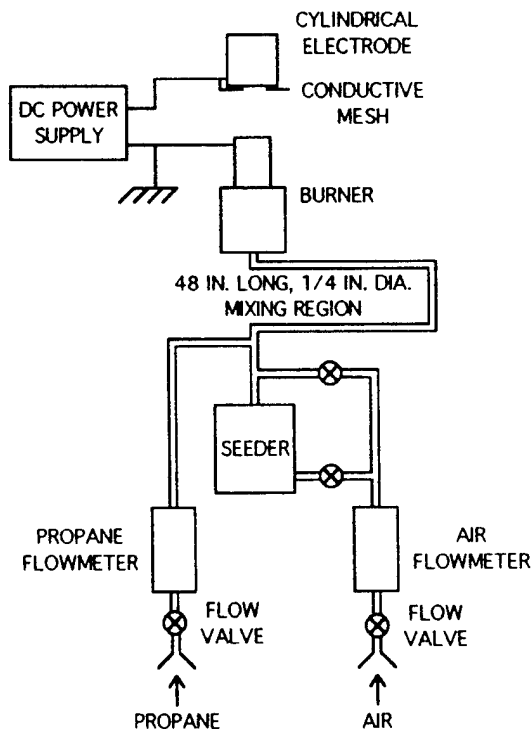 CYLINDRICAL
ELECTRODE
CONDUCTIVE
MESH
DC POWER
SUPPLY
BURNER
48 IN. LONG, 1/4 IN. DIA.
MIXING REGION
SEEDER
PROPANE
FLOWMETER
AIR
FLOWMETER
FLOW
VALVE
FLOW
VALVE
PROPANE
AIR